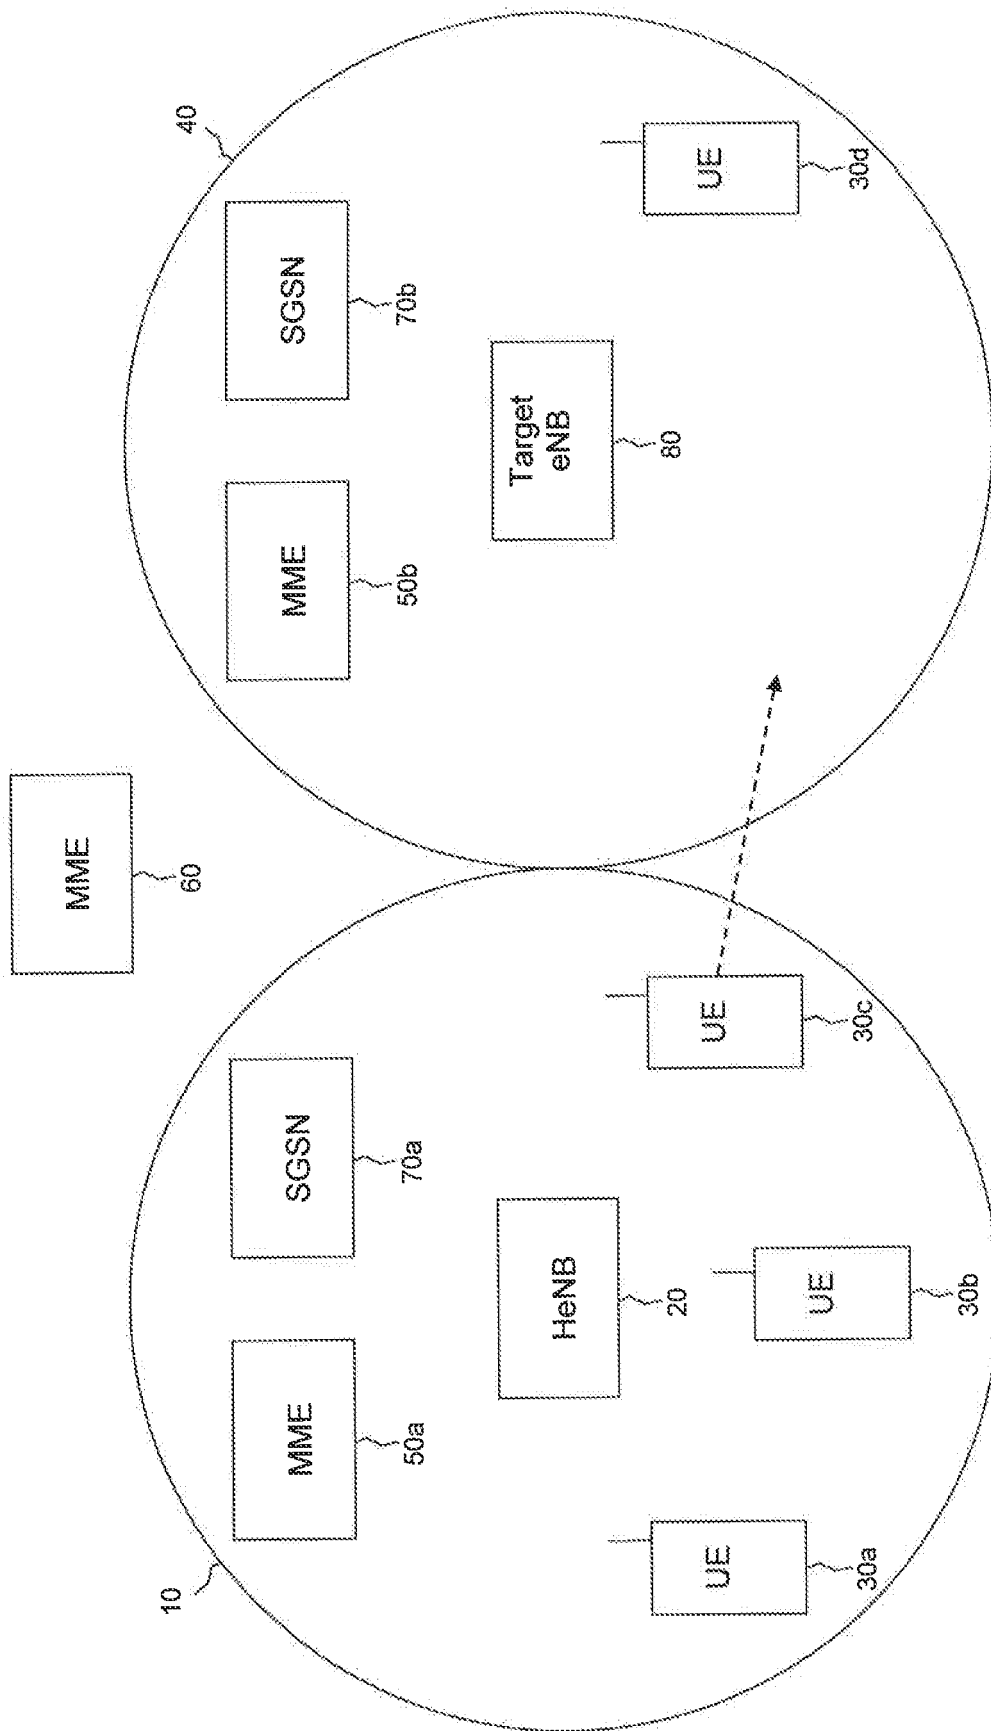 MME
60
10
MME
50a
SGSN
70a
HeNB
20
UE
30a
UE
30b
UE
30c
40
MME
50b
SGSN
70b
Target
eNB
80
UE
30d